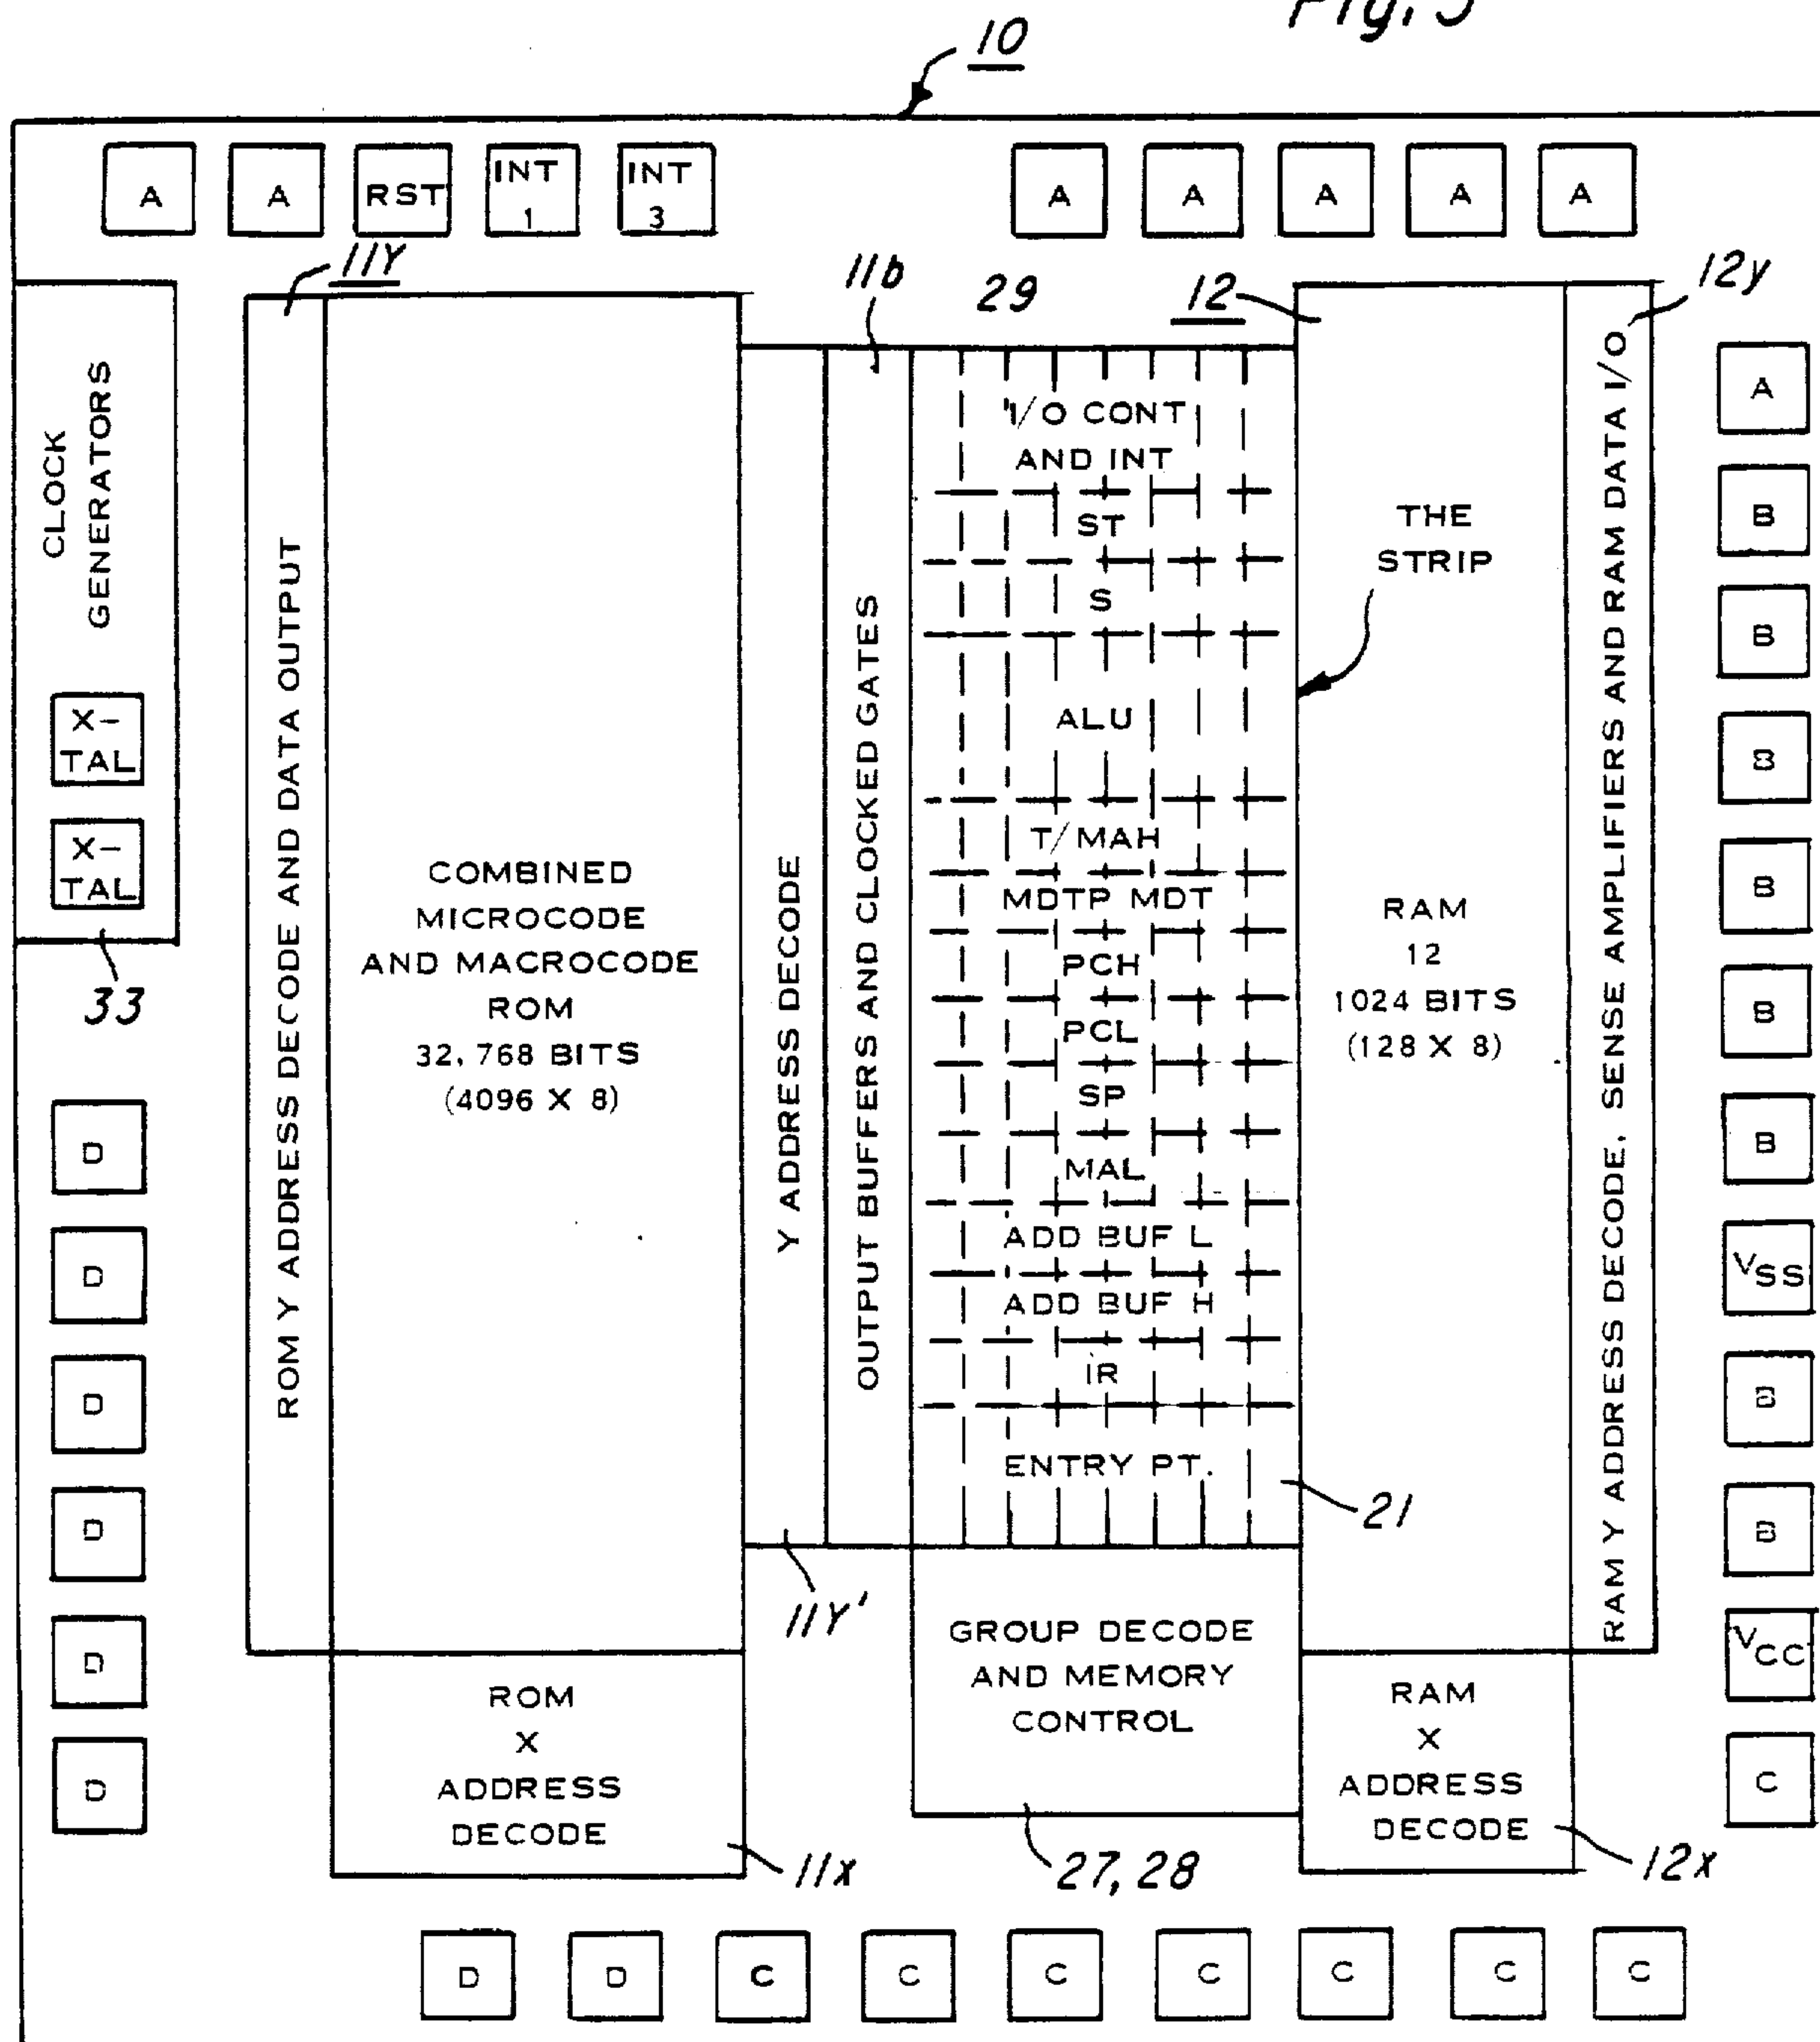 Fig. 5
10
A
A
RST
INT
1
INT
3
A
A
A
A
A
11Y
11b
29
12
12y
CLOCK
GENERATORS
X-
TAL
X-
TAL
33
ROM Y ADDRESS DECODE AND DATA OUTPUT
COMBINED
MICROCODE
AND MACROCODE
ROM
32,768 BITS
(4096 X 8)
Y ADDRESS DECODE
OUTPUT BUFFERS AND CLOCKED GATES
I/O CONT
AND INT
ST
S
ALU
T/MAH
MDTP MDT
PCH
PCL
SP
MAL
ADD BUF L
ADD BUF H
IR
ENTRY PT.
THE
STRIP
RAM
12
1024 BITS
(128 X 8)
RAM Y ADDRESS DECODE, SENSE AMPLIFIERS AND RAM DATA I/O
A
B
B
B
B
B
B
VSS
B
B
VCC
C
D
D
D
D
D
D
21
11Y'
ROM
X
ADDRESS
DECODE
11x
GROUP DECODE
AND MEMORY
CONTROL
27, 28
RAM
X
ADDRESS
DECODE
12x
D
D
C
C
C
C
C
C
C